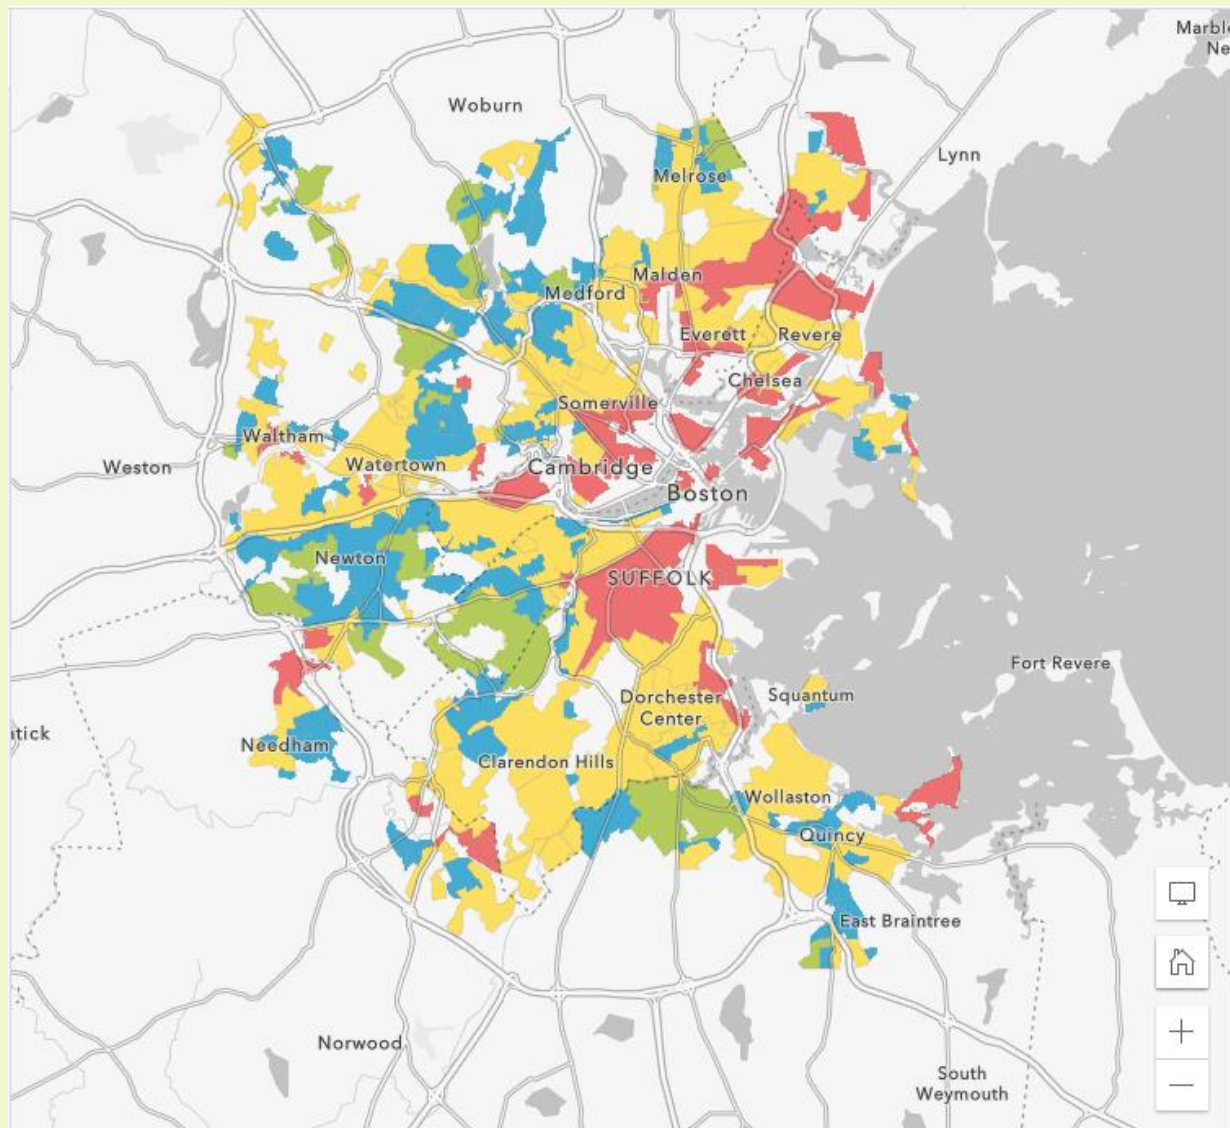 Marble
Ne
Woburn
Lynn
Melrose
Malden
Medford
Everett
Revere
Chelsea
Somerville
Waltham
Weston
Watertown
Cambridge
Boston
Newton
SUFFOLK
Fort Revere
Dorchester
Center
Squantum
tick
Needham
Clarendon Hills
Wollaston
Quincy
East Braintree
Norwood
South
Weymouth